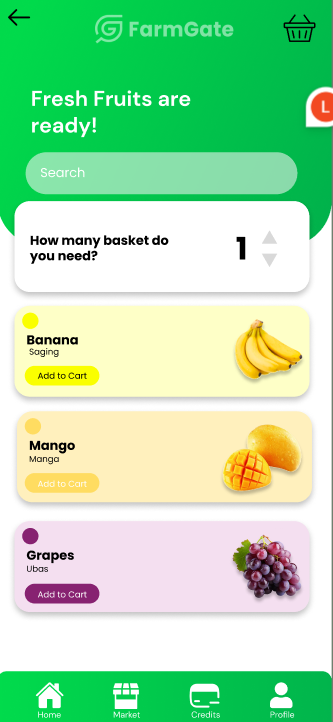 FarmGate
Fresh Fruits are
ready!
L
Search
How many basket do
you need?
1
Banana
Saging
Add to Cart
Mango
Manga
Add to Cart
Grapes
Ubas
Add to Cart
Home Market Credits Profile